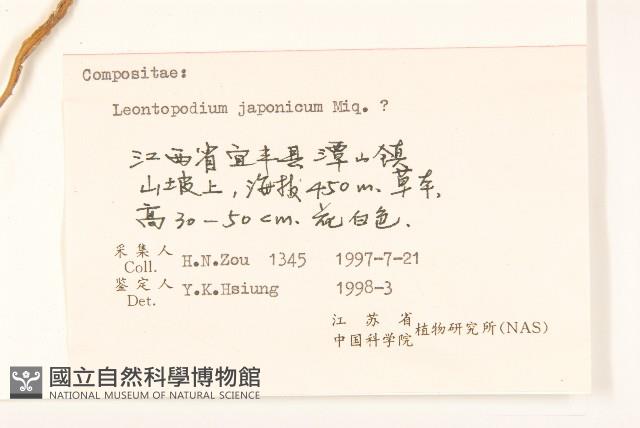 Compositae:
Leontopodium japonicum Miq. ?
江西省宜丰县潭山镇
山坡上，海拔450m. 草本，
高30-50cm. 花白色.
采集人
Coll. H.N.Zou 1345 1997-7-21
鉴定人
Det. Y.K.Hsiung 1998-3
江苏省
中国科学院 植物研究所(NAS)
國立自然科學博物館
NATIONAL MUSEUM OF NATURAL SCIENCE